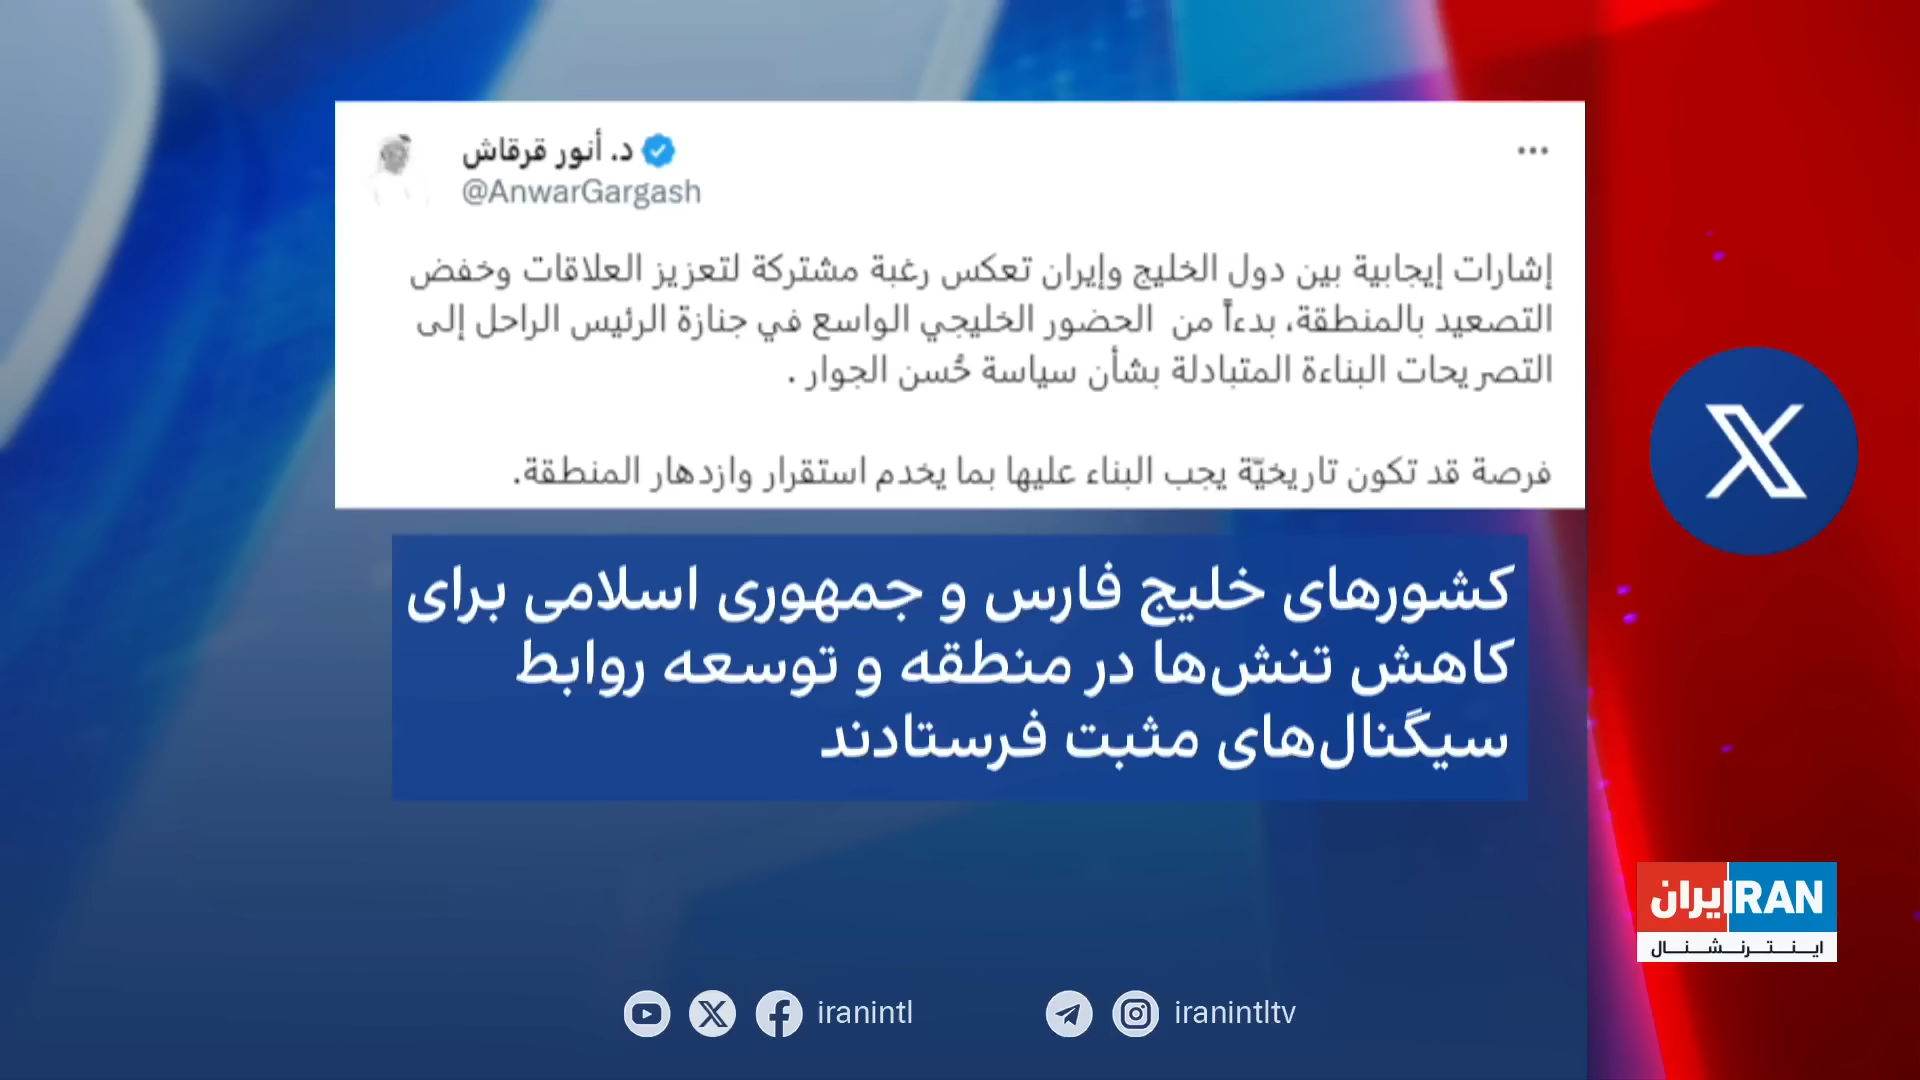 د. أنور قرقاش
@AnwarGargash
إشارات إيجابية بين دول الخليج وإيران تعكس رغبة مشتركة لتعزيز العلاقات وخفض
التصعيد بالمنطقة، بدءاً من الحضور الخليجي الواسع في جنازة الرئيس الراحل إلى
التصريحات البناءة المتبادلة بشأن سياسة حُسن الجوار .
فرصة قد تكون تاريخيّة يجب البناء عليها بما يخدم استقرار وازدهار المنطقة.
کشورهای خلیج فارس و جمهوری اسلامی برای
کاهش تنش‌ها در منطقه و توسعه روابط
سیگنال‌های مثبت فرستادند
ایران IRAN
اینترنشنال
iranintl
iranintltv